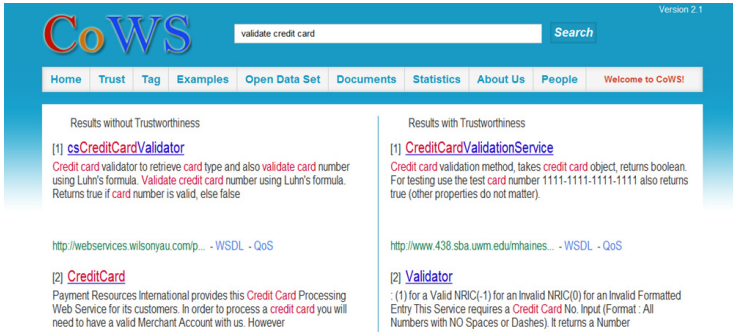 Version 2.1
CoWS
validate credit card
Search
Home Trust Tag Examples Open Data Set Documents Statistics About Us People Welcome to CoWS!
Results without Trustworthiness
[1] csCreditCardValidator
Credit card validator to retrieve card type and also validate card number
using Luhn's formula. Validate credit card number using Luhn's formula.
Returns true if card number is valid, else false
http://webservices.wilsonyau.com/p... - WSDL - QoS
[2] CreditCard
Payment Resources International provides this Credit Card Processing
Web Service for its customers. In order to process a credit card you will
need to have a valid Merchant Account with us. However
Results with Trustworthiness
[1] CreditCardValidationService
Credit card validation method, takes credit card object, returns boolean.
For testing use the test card number 1111-1111-1111-1111 also returns
true (other properties do not matter).
http://www.438.sba.uwm.edu/mhaines... - WSDL - QoS
[2] Validator
: (1) for a Valid NRIC(-1) for an Invalid NRIC(0) for an Invalid Formatted
Entry This Service requires a Credit Card No. Input (Format : All
Numbers with NO Spaces or Dashes). It returns a Number